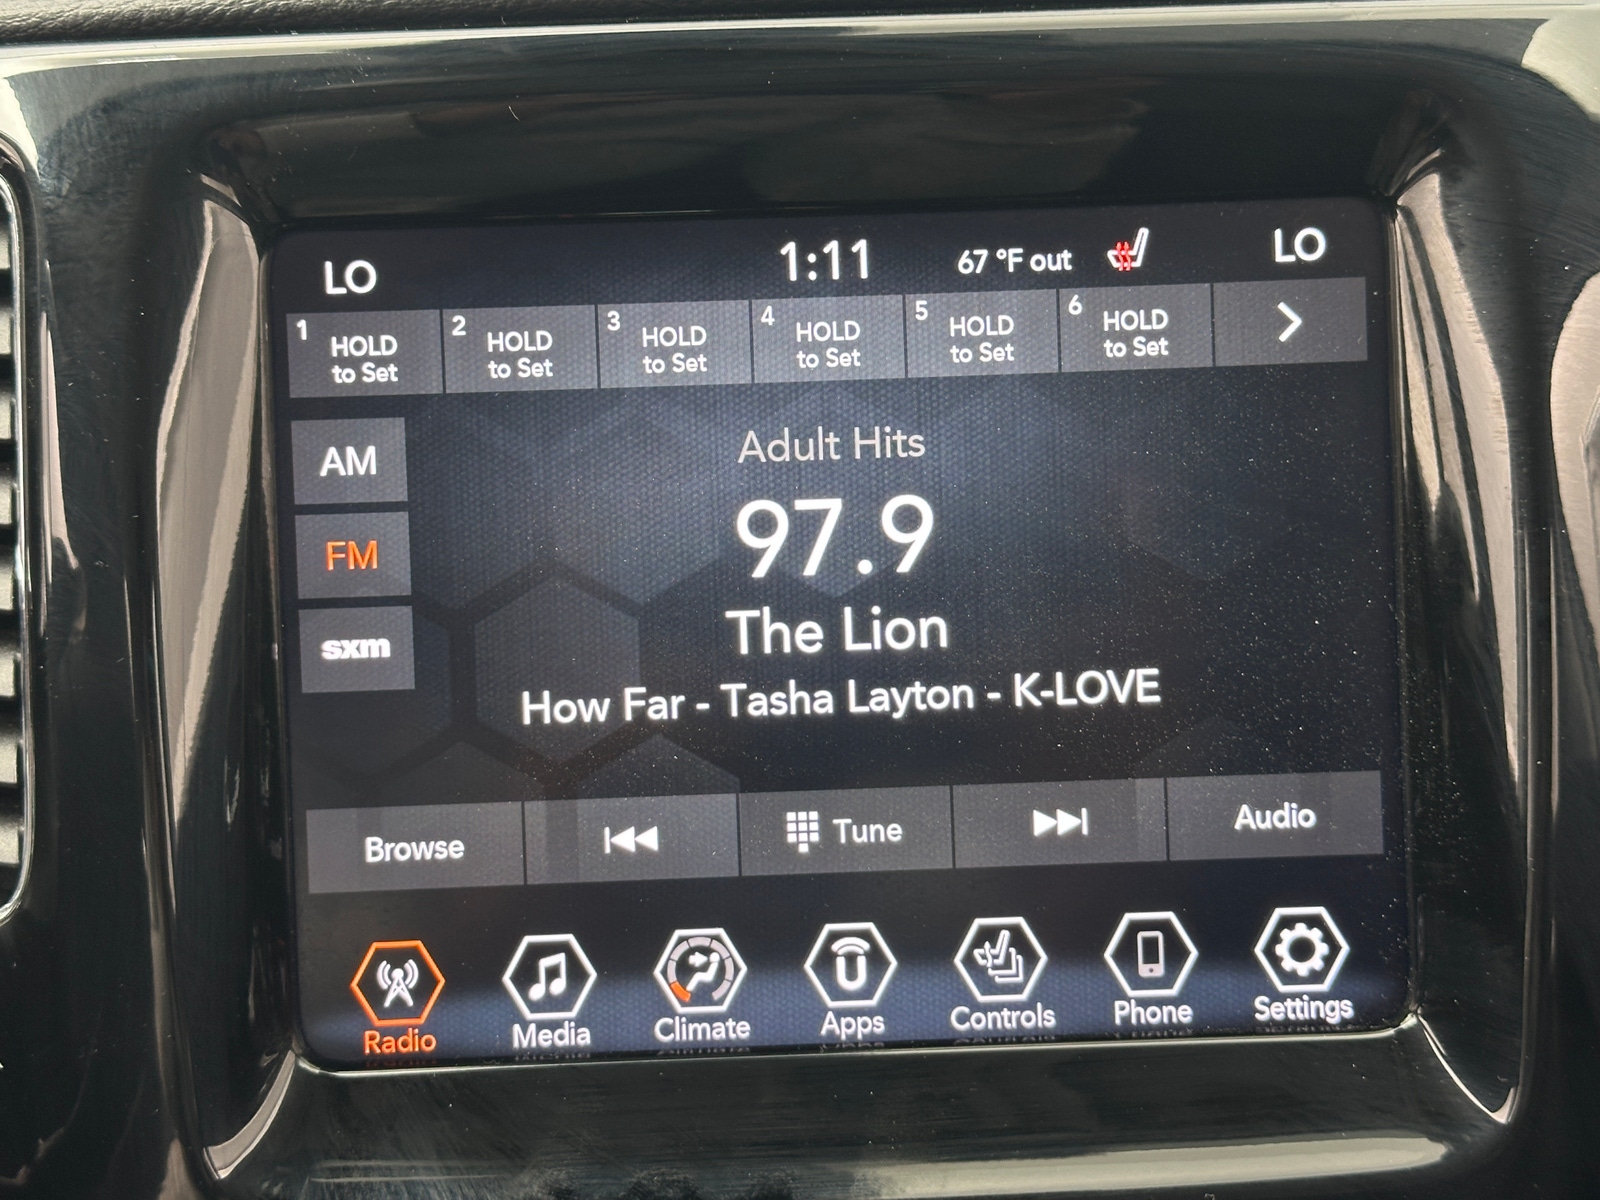 LO 1:11 67 °F out LO
1 HOLD to Set
2 HOLD to Set
3 HOLD to Set
4 HOLD to Set
5 HOLD to Set
6 HOLD to Set
AM
FM
sxm
Adult Hits
97.9
The Lion
How Far - Tasha Layton - K-LOVE
Browse Tune Audio
Radio Media Climate Apps Controls Phone Settings